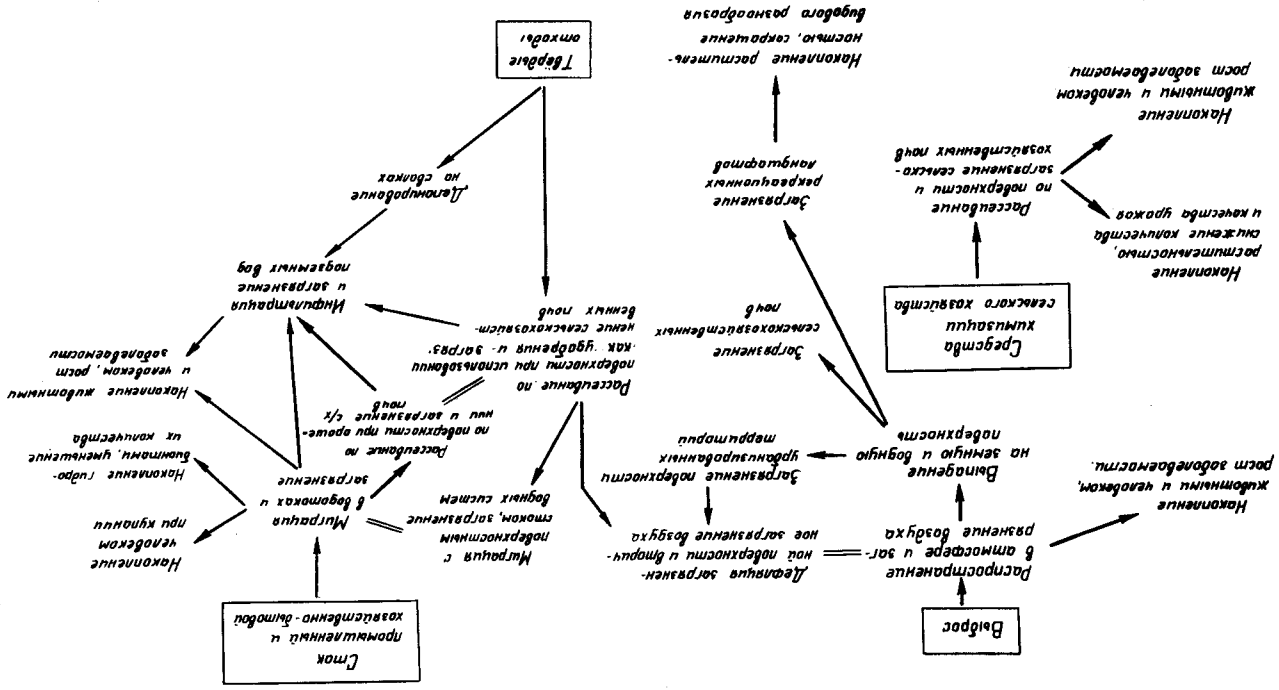 Выброс
Распространение
в атмосфере и заг-
рязнение воздуха
Накопление
животными и человеком,
рост заболеваемости.
Выпадение
на земную и водную
поверхность
Дефляция загрязнен-
ной поверхности и вторич-
ное загрязнение воздуха
Загрязнение поверхности
урбанизированных
территорий
Загрязнение
сельскохозяйственных
почв
Загрязнение
рекреационных
ландшафтов
Накопление раститель-
ностью, сокращение
видового разнообразия
Средства
химизации
сельского хозяйства
Рассеивание
по поверхности и
загрязнение сельско-
хозяйственных почв
Накопление
растительностью,
снижение количества
и качества урожая
Накопление
животными и человеком
рост заболеваемости
Сток
промышленный и
хозяйственно-бытовой
Миграция
в водотоках и
загрязнение
Накопление
человеком
при купании
Накопление гидро-
бионтами, уменьшение
их количества
Накопление животными
и человеком, рост
заболеваемости
Миграция с
поверхностным
стоком, загрязнение
водных систем
Рассеивание
по поверхности при ороше-
нии и загрязнение с/х
почв
Рассеивание по
поверхности при использовании
как удобрения и загряз-
нение сельскохозяйст-
венных почв
Инфильтрация
и загрязнение
подземных вод
Депонирование
на свалках
Твёрдые
отходы